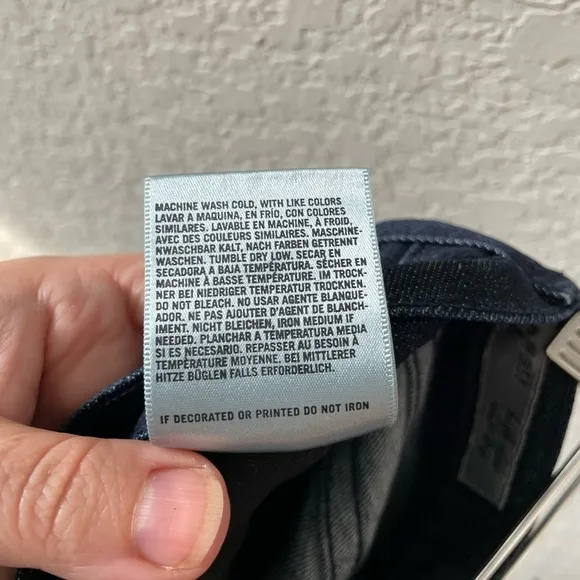 MACHINE WASH COLD, WITH LIKE COLORS
LAVAR A MAQUINA, EN FRÍO, CON COLORES
SIMILARES. LAVABLE EN MACHINE, À FROID,
AVEC DES COULEURS SIMILAIRES. MASCHINE-
NWASCHBAR KALT, NACH FARBEN GETRENNT
WASCHEN. TUMBLE DRY LOW. SECAR EN
SECADORA A BAJA TEMPÉRATURA. SÉCHER EN
MACHINE À BASSE TEMPÉRATURE. IM TROCK-
NER BEI NIEDRIGER TEMPERATUR TROCKNEN.
DO NOT BLEACH. NO USAR AGENTE BLANQUE-
ADOR. NE PAS AJOUTER D'AGENT DE BLANCH-
IMENT. NICHT BLEICHEN, IRON MEDIUM IF
NEEDED. PLANCHAR A TEMPERATURA MEDIA
SI ES NECESARIO. REPASSER AU BESOIN À
TEMPÉRATURE MOYENNE. BEI MITTLERER
HITZE BÜGLEN FALLS ERFORDERLICH.
IF DECORATED OR PRINTED DO NOT IRON